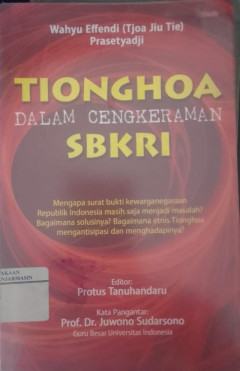 Wahyu Effendi (Tjoa Jiu Tie)
Prasetyadji
TIONGHOA
DALAM CENGKERAMAN
SBKRI
Mengapa surat bukti kewarganegaraan
Republik Indonesia masih saja menjadi masalah?
Bagaimana solusinya? Bagaimana etnis Tionghoa
mengantisipasi dan menghadapinya?
Editor:
Protus Tanuhandaru
Kata Pangantar:
Prof. Dr. Juwono Sudarsono
Guru Besar Universitas Indonesia